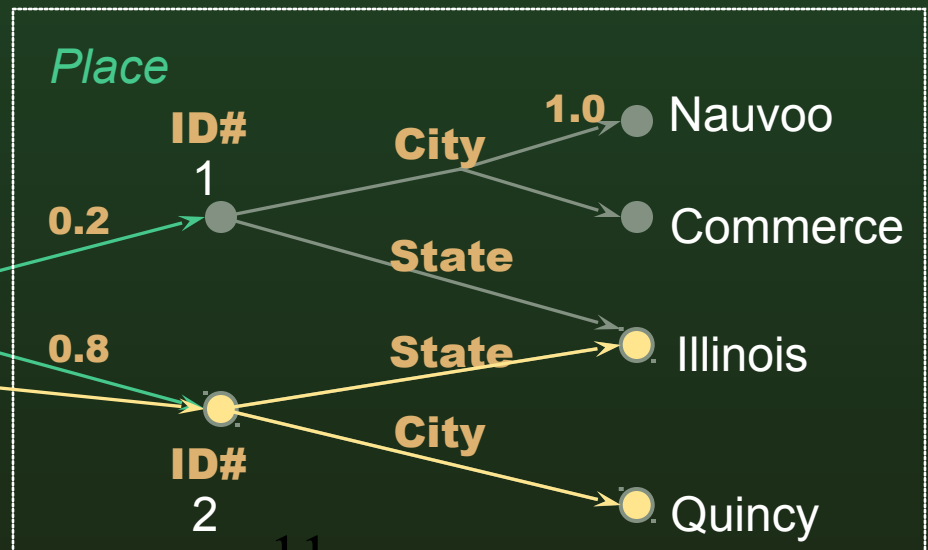 Place
ID#
1
0.2
City
1.0
Nauvoo
Commerce
State
Illinois
0.8
State
City
ID#
2
Quincy
11